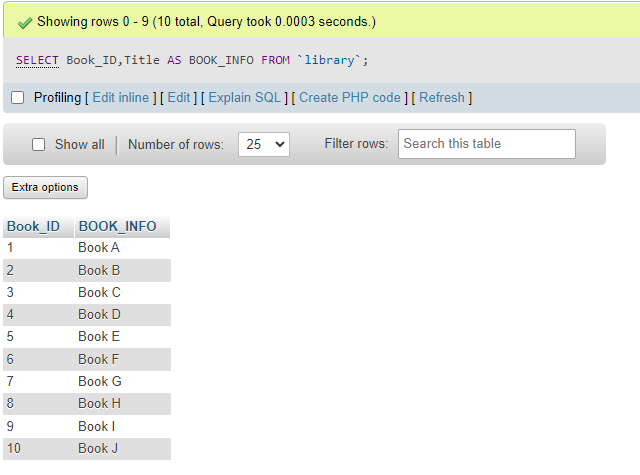 Showing rows 0 - 9 (10 total, Query took 0.0003 seconds.)
SELECT Book_ID,Title AS BOOK_INFO FROM `library`;
Profiling [ Edit inline ] [ Edit ] [ Explain SQL ] [ Create PHP code ] [ Refresh ]
Show all Number of rows: 25 Filter rows: Search this table
Extra options
Book_ID BOOK_INFO
1 Book A
2 Book B
3 Book C
4 Book D
5 Book E
6 Book F
7 Book G
8 Book H
9 Book I
10 Book J